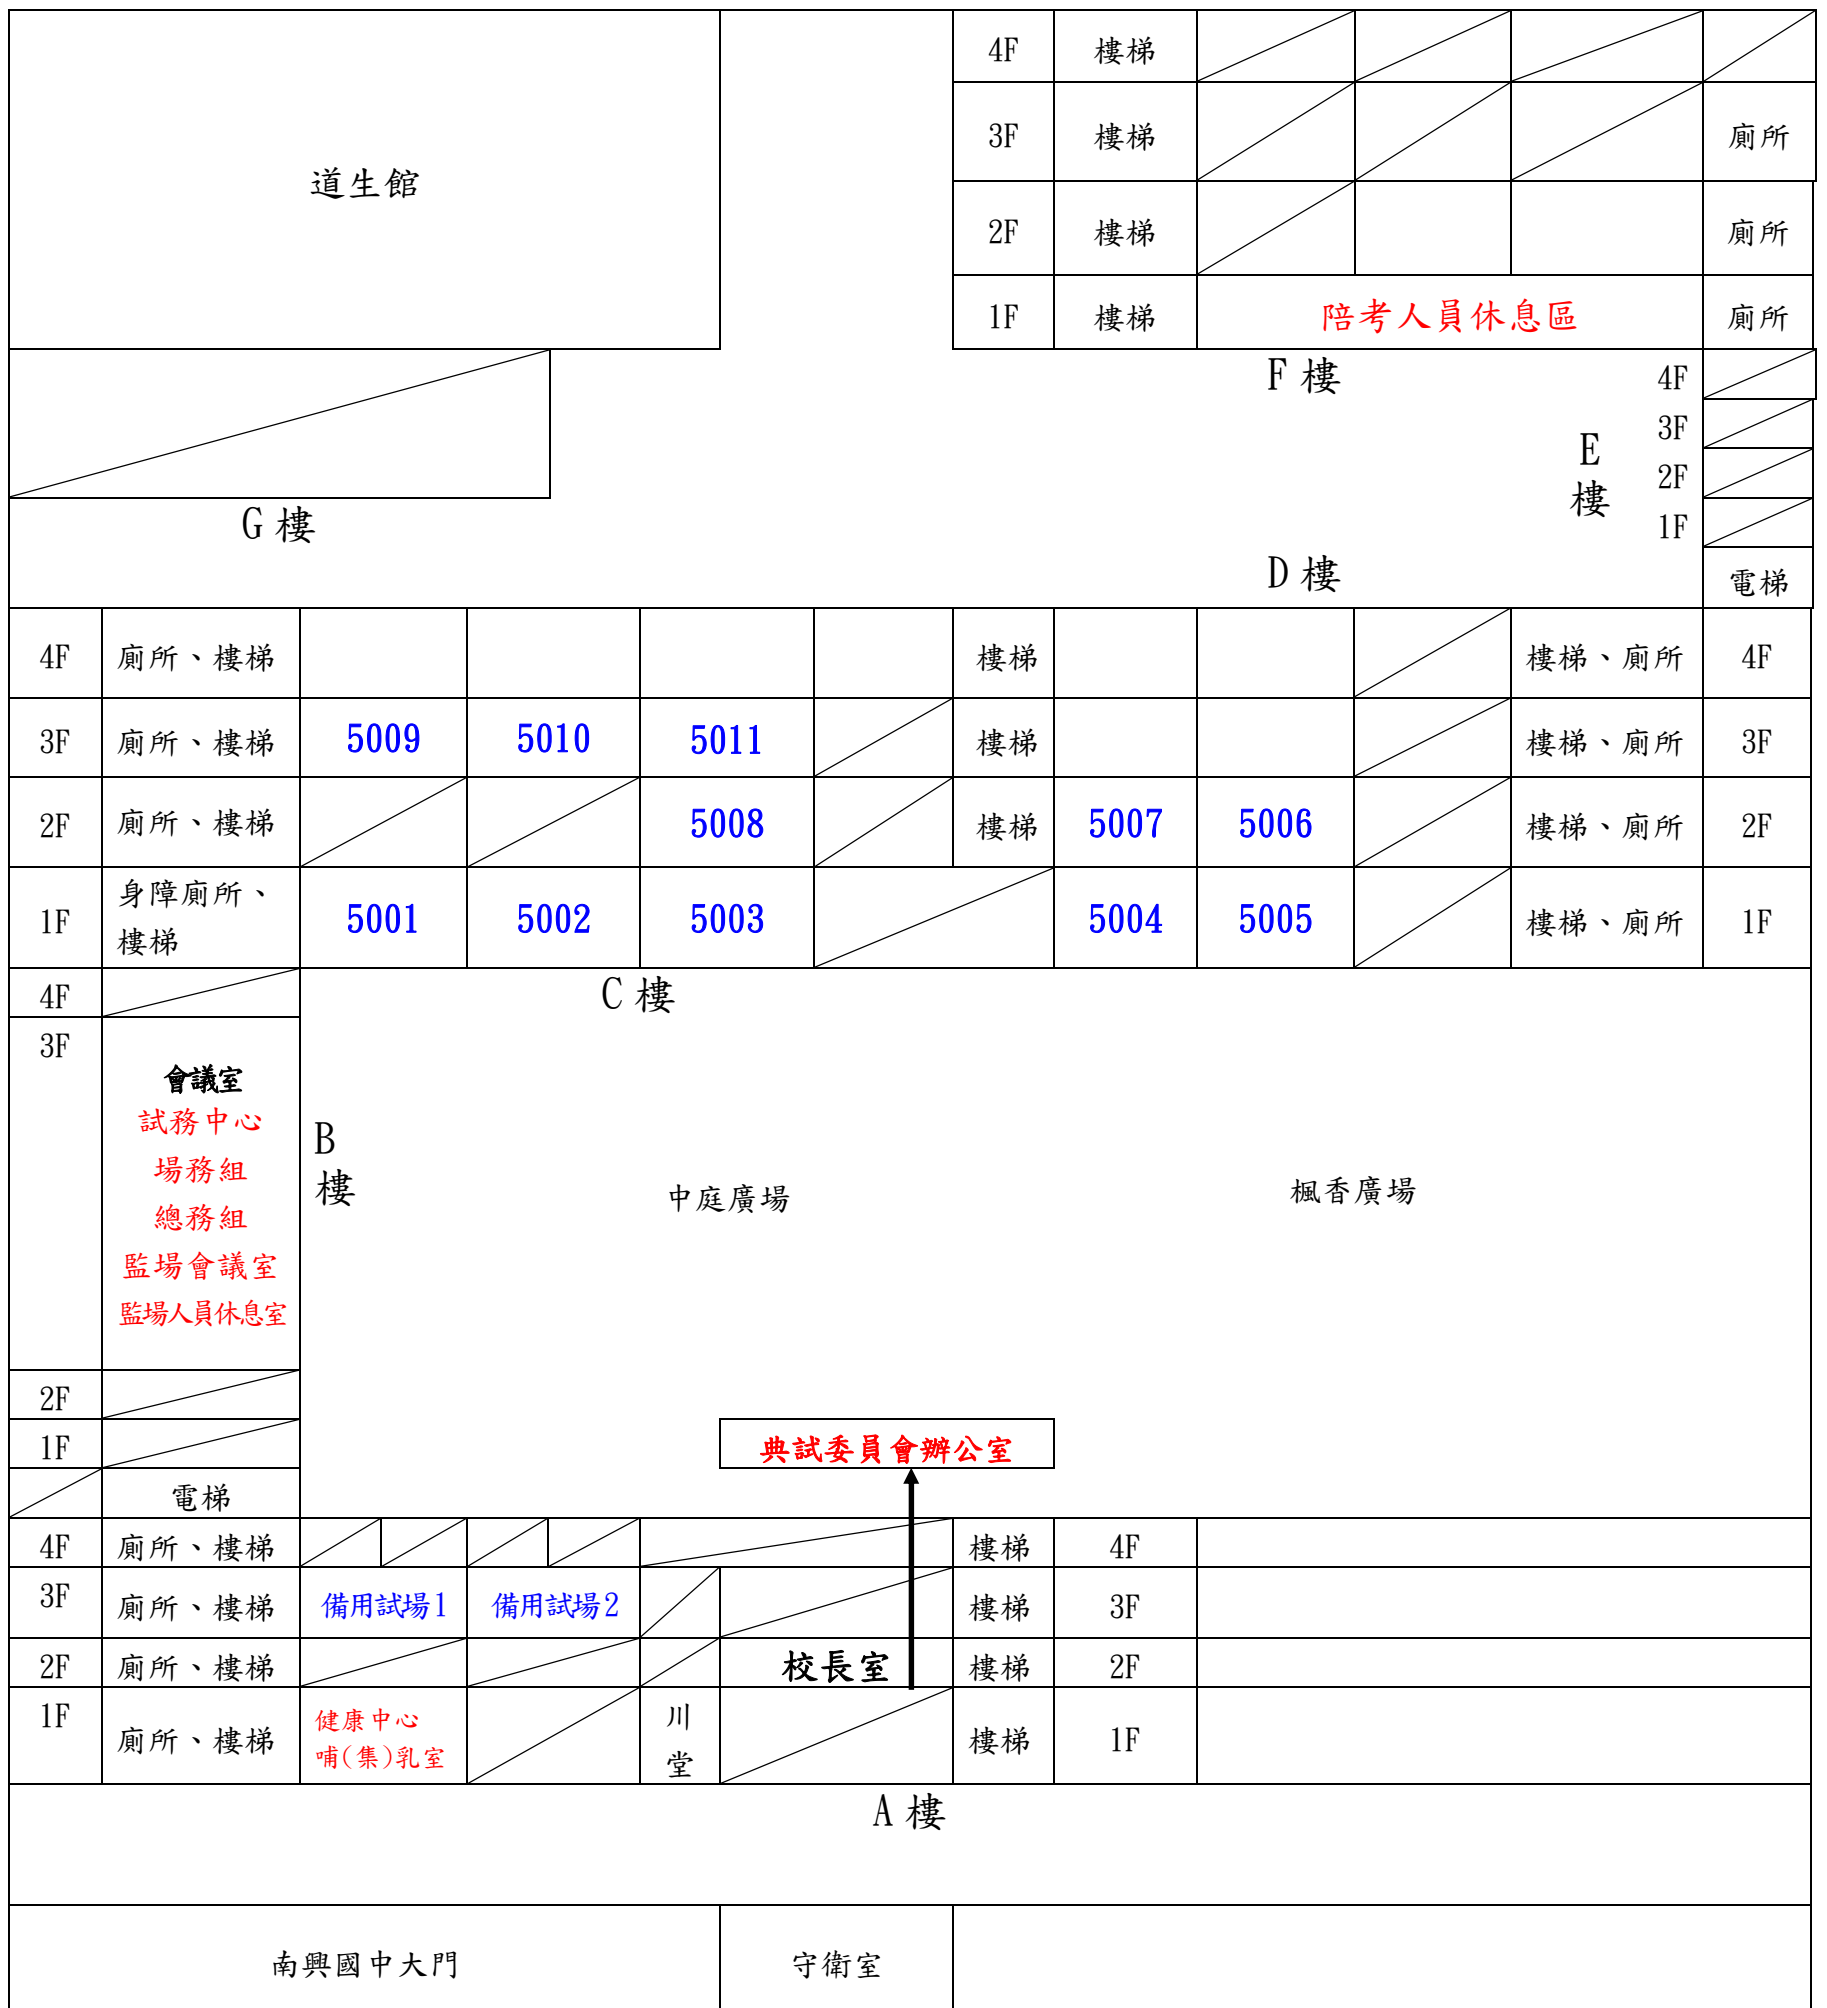 4F 樓梯
道生館
3F 樓梯 廁所
2F 樓梯 廁所
1F 樓梯 陪考人員休息區 廁所
F 樓
4F
3F
2F
1F
E
樓
G 樓
D 樓
電梯
4F 廁所、樓梯 樓梯 樓梯、廁所 4F
3F 廁所、樓梯 5009 5010 5011 樓梯 樓梯、廁所 3F
2F 廁所、樓梯 5008 樓梯 5007 5006 樓梯、廁所 2F
1F 身障廁所、
樓梯 5001 5002 5003 5004 5005 樓梯、廁所 1F
C 樓
4F
3F
會議室
試務中心
場務組
總務組
監場會議室
監場人員休息室
B
樓
中庭廣場
楓香廣場
2F
1F
典試委員會辦公室
電梯
4F 廁所、樓梯 樓梯 4F
3F 廁所、樓梯 備用試場1 備用試場2 樓梯 3F
2F 廁所、樓梯 校長室 樓梯 2F
1F 廁所、樓梯 健康中心
哺(集)乳室
川
堂
樓梯 1F
A 樓
南興國中大門 守衛室